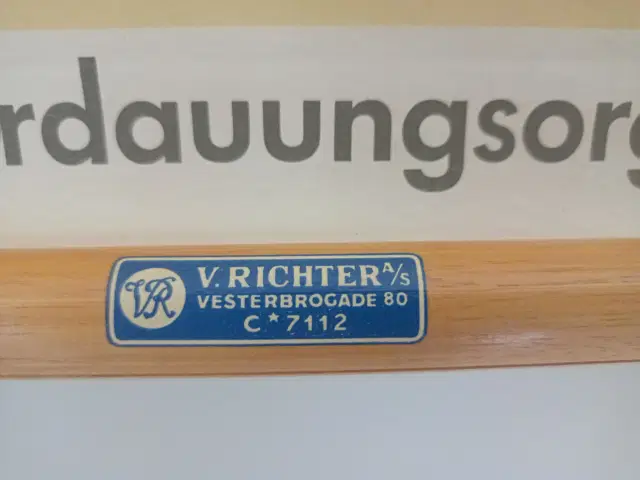 rdauungsorg
VR
V. RICHTER A/S
VESTERBROGADE 80
C * 7112